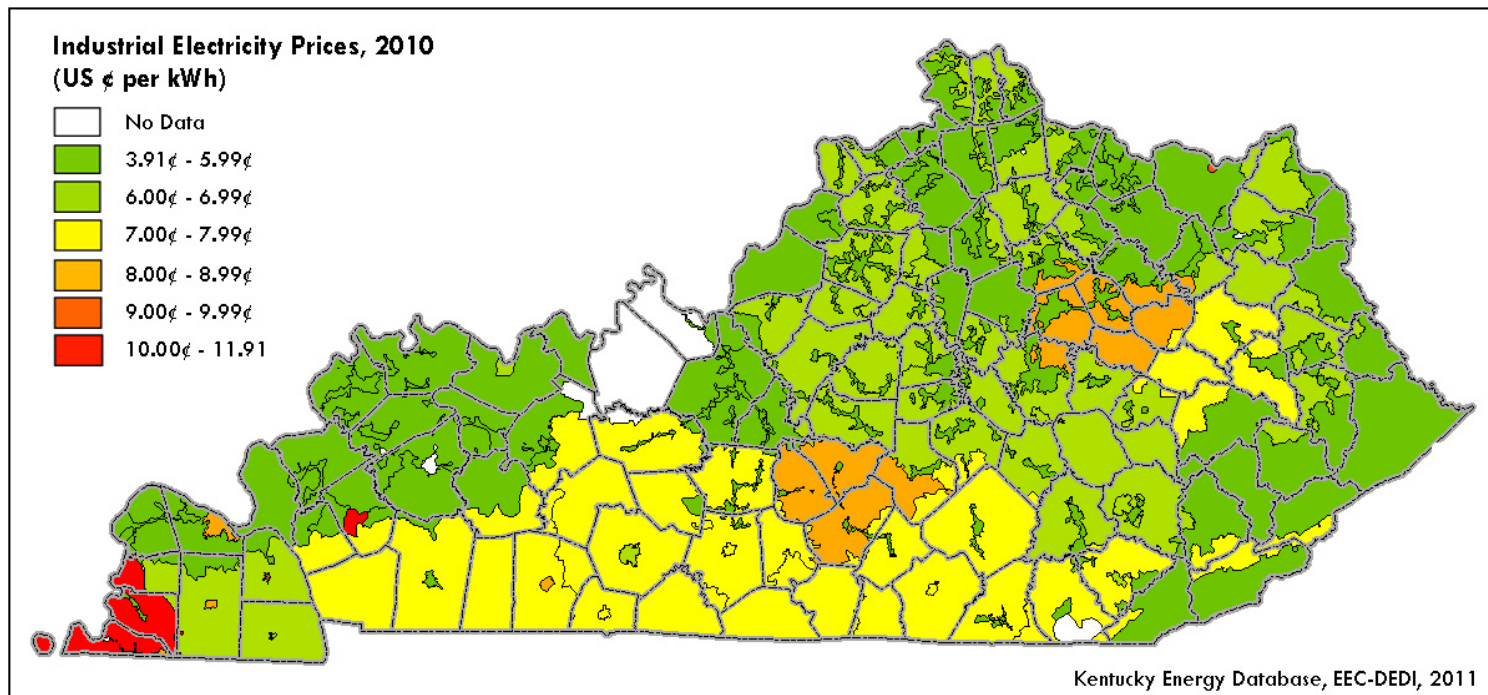 Industrial Electricity Prices, 2010
(US ¢ per kWh)
No Data
3.91¢ - 5.99¢
6.00¢ - 6.99¢
7.00¢ - 7.99¢
8.00¢ - 8.99¢
9.00¢ - 9.99¢
10.00¢ - 11.91
Kentucky Energy Database, EEC-DEDI, 2011